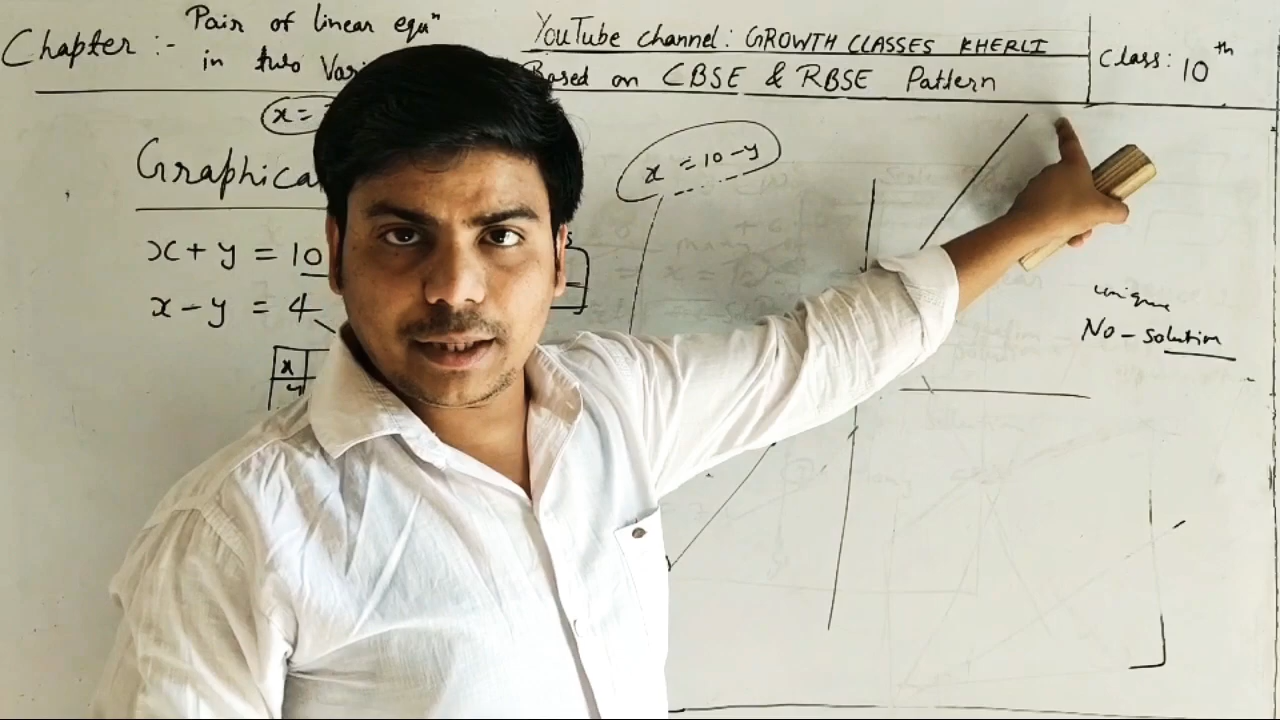 Chapter :- Pair of linear equⁿ
in two Var
YouTube channel: GROWTH CLASSES KHERLI
Based on CBSE & RBSE Pattern
Class: 10th
x =
Graphica
x = 10 - y
x + y = 10
x - y = 4
x
y
unique
No-solution